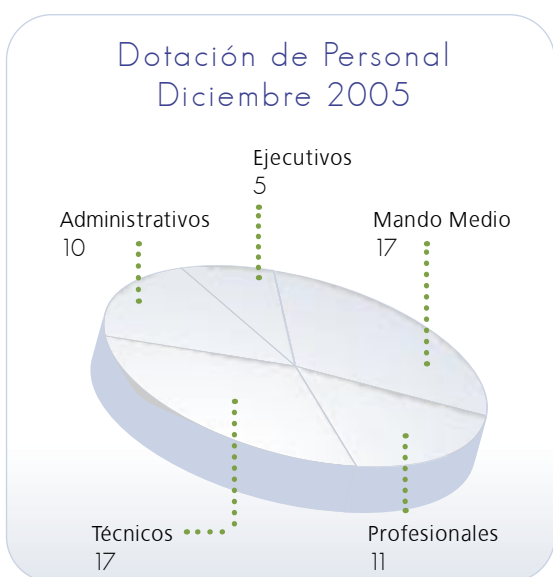 Dotación de Personal
Diciembre 2005
Ejecutivos
5
Administrativos
10
Mando Medio
17
Técnicos
17
Profesionales
11